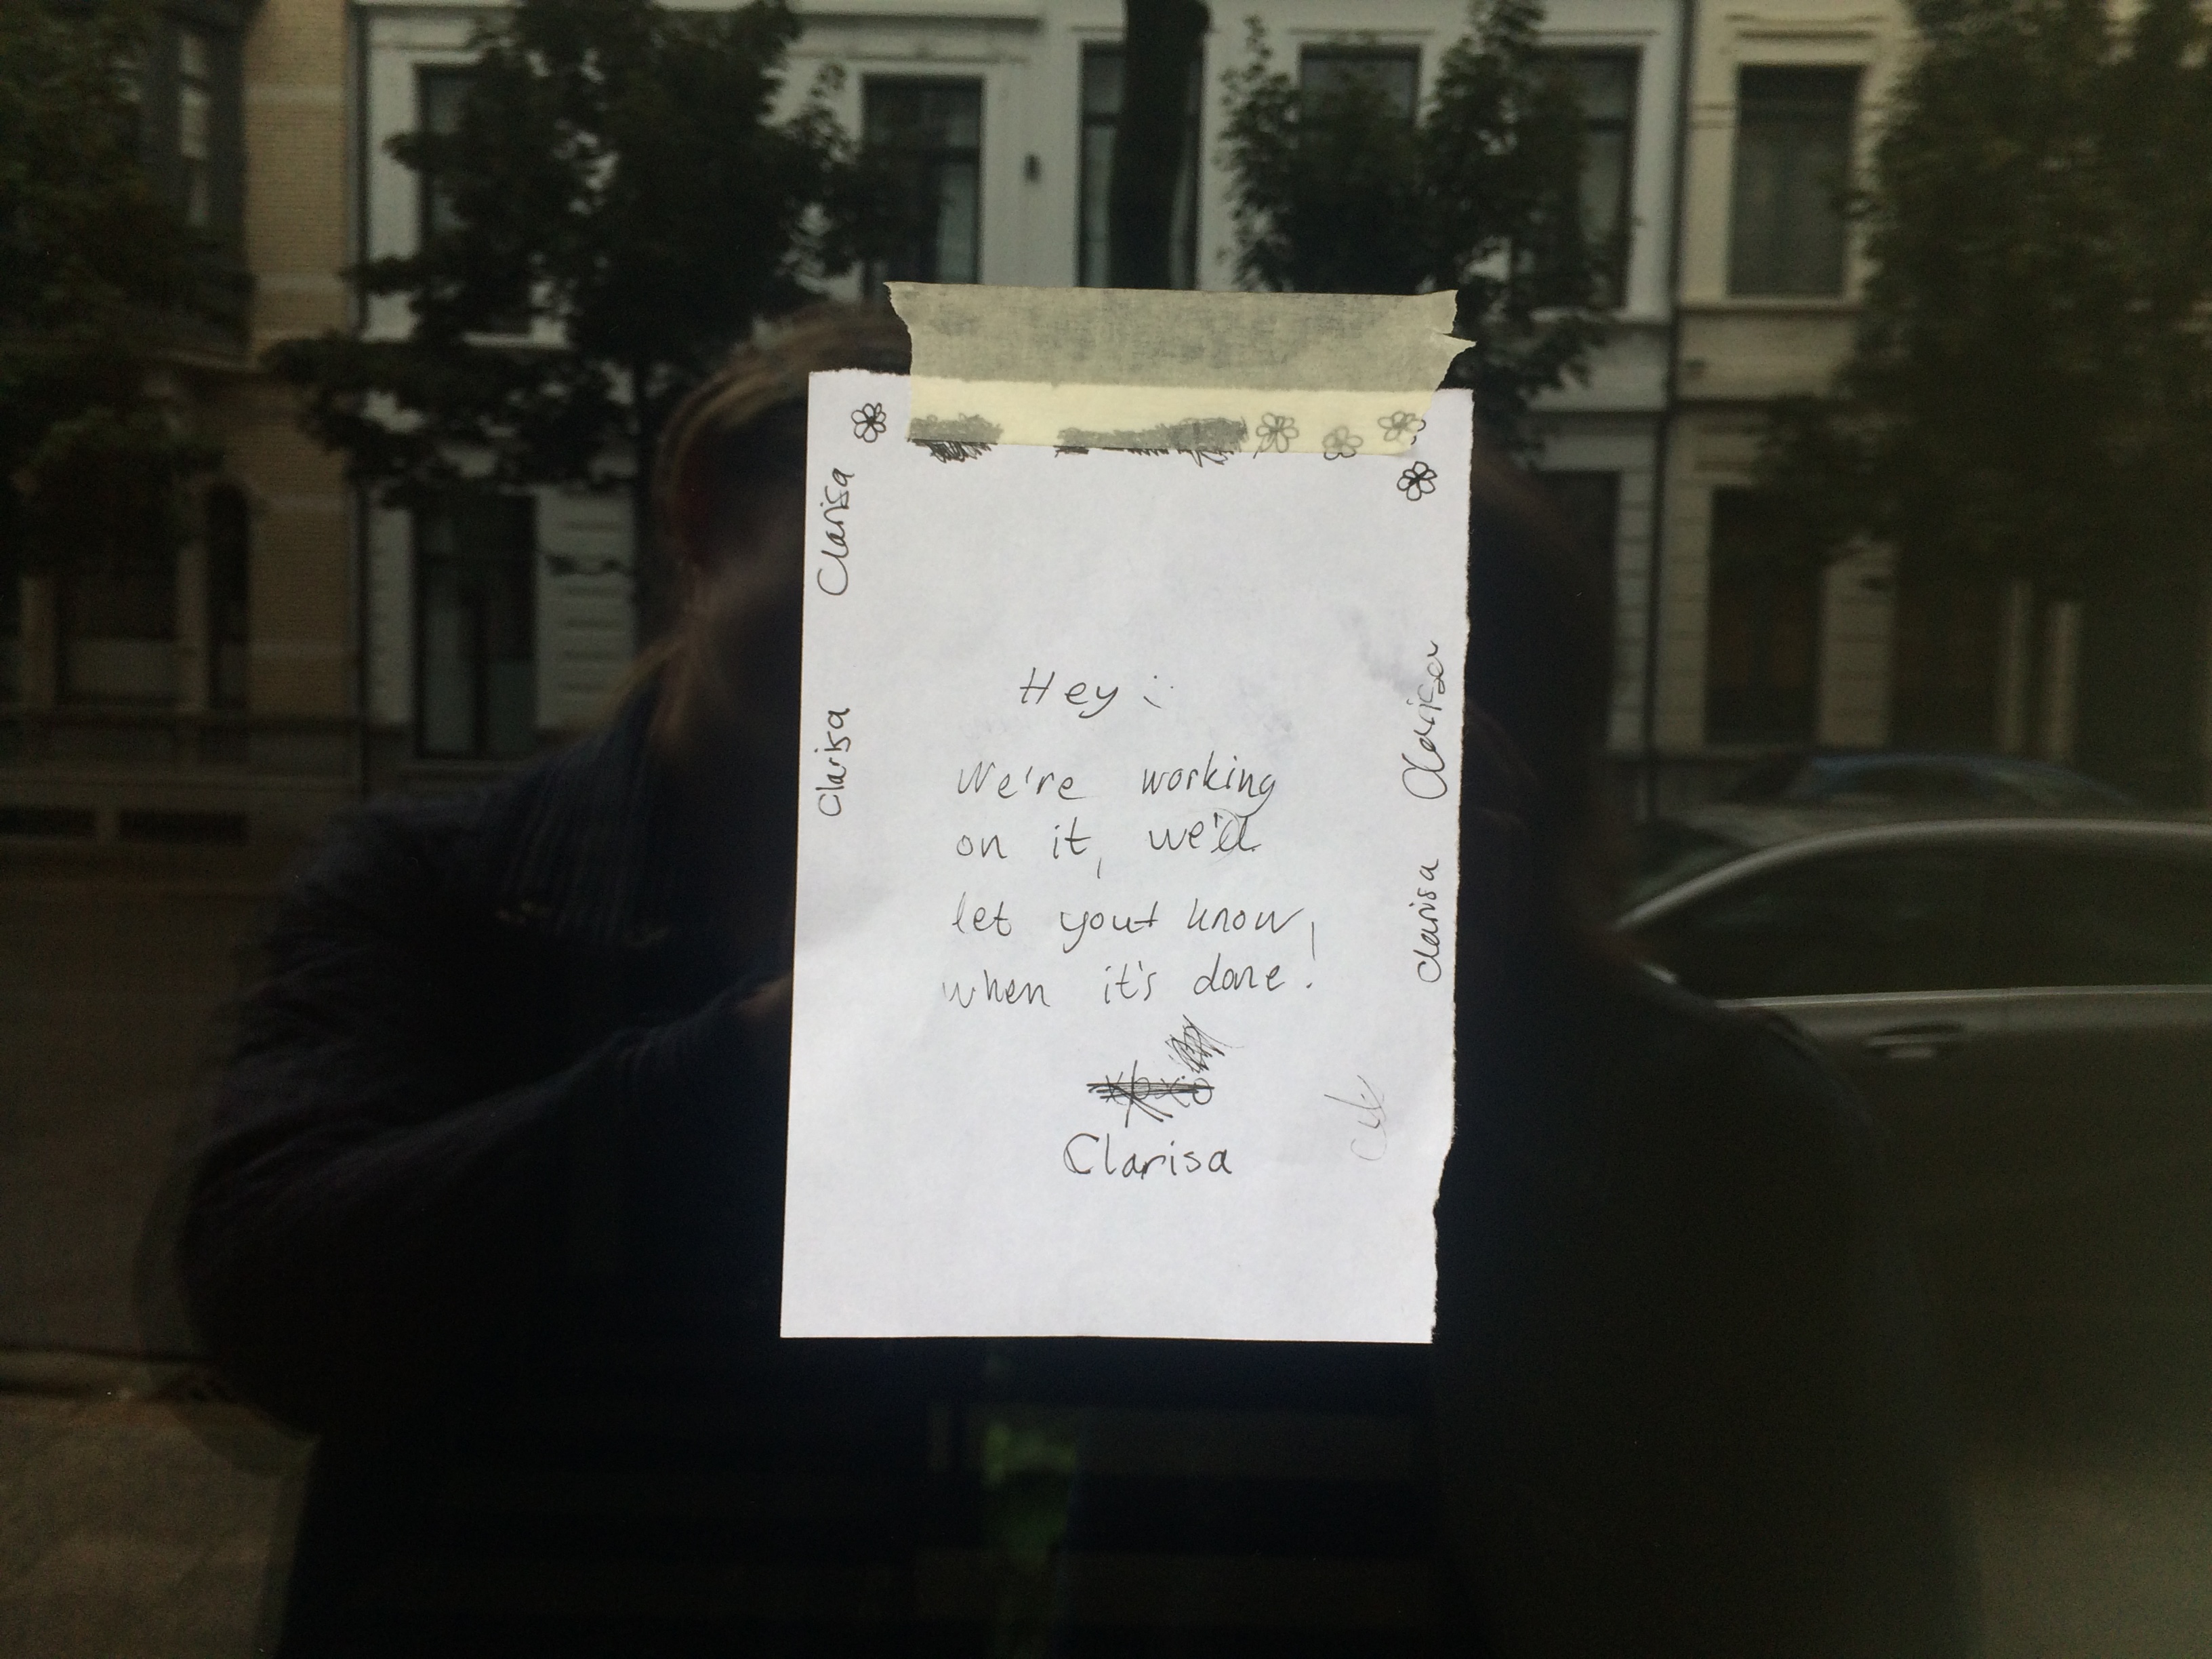 Clarisa
Clarisa
Hey :
We're working
on it, we'll
let yout know
when it's done!
Clarisa
Clarisa
Clarisa